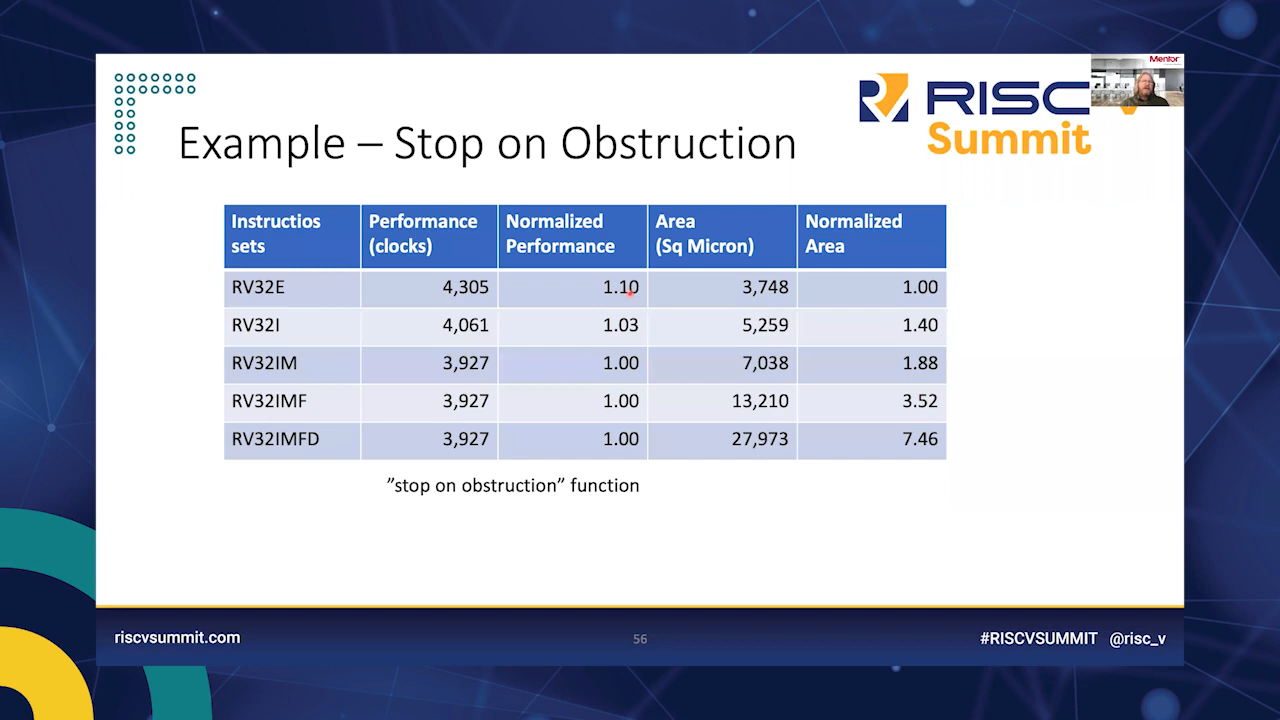 Mentor
RISC
Summit
Example – Stop on Obstruction
Instructios sets
Performance (clocks)
Normalized Performance
Area (Sq Micron)
Normalized Area
RV32E 4,305 1.10 3,748 1.00
RV32I 4,061 1.03 5,259 1.40
RV32IM 3,927 1.00 7,038 1.88
RV32IMF 3,927 1.00 13,210 3.52
RV32IMFD 3,927 1.00 27,973 7.46
”stop on obstruction” function
riscvsummit.com
56
#RISCVSUMMIT @risc_v